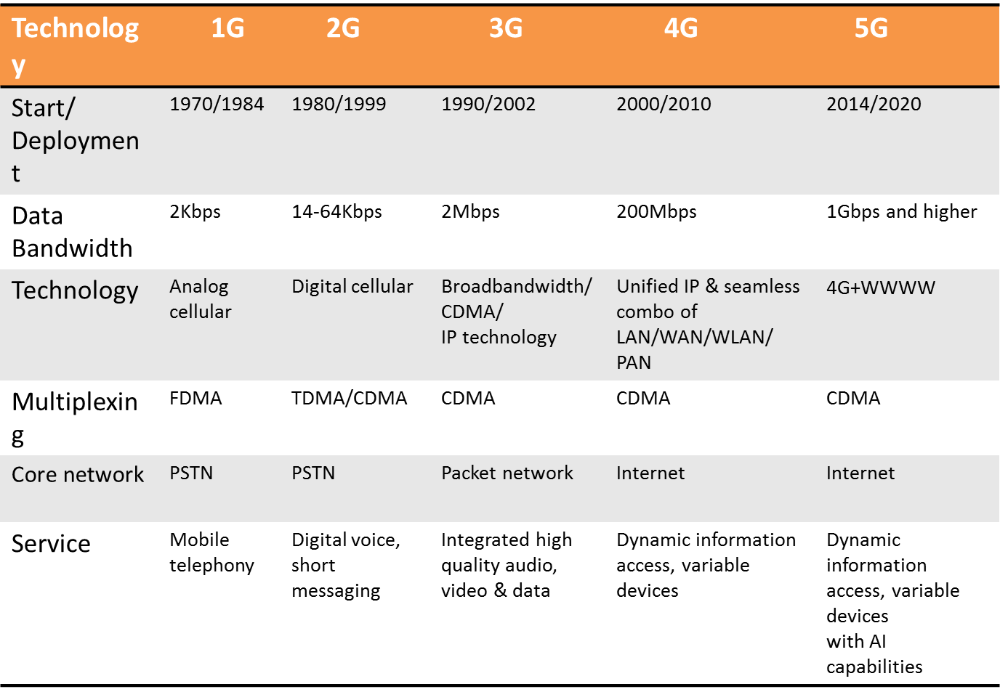 Technolog
y
1G
2G
3G
4G
5G
Start/
Deploymen
t
1970/1984
1980/1999
1990/2002
2000/2010
2014/2020
Data
Bandwidth
2Kbps
14-64Kbps
2Mbps
200Mbps
1Gbps and higher
Technology
Analog
cellular
Digital cellular
Broadbandwidth/
CDMA/
IP technology
Unified IP & seamless
combo of
LAN/WAN/WLAN/
PAN
4G+WWWW
Multiplexin
g
FDMA
TDMA/CDMA
CDMA
CDMA
CDMA
Core network
PSTN
PSTN
Packet network
Internet
Internet
Service
Mobile
telephony
Digital voice,
short
messaging
Integrated high
quality audio,
video & data
Dynamic information
access, variable
devices
Dynamic
information
access, variable
devices
with AI
capabilities